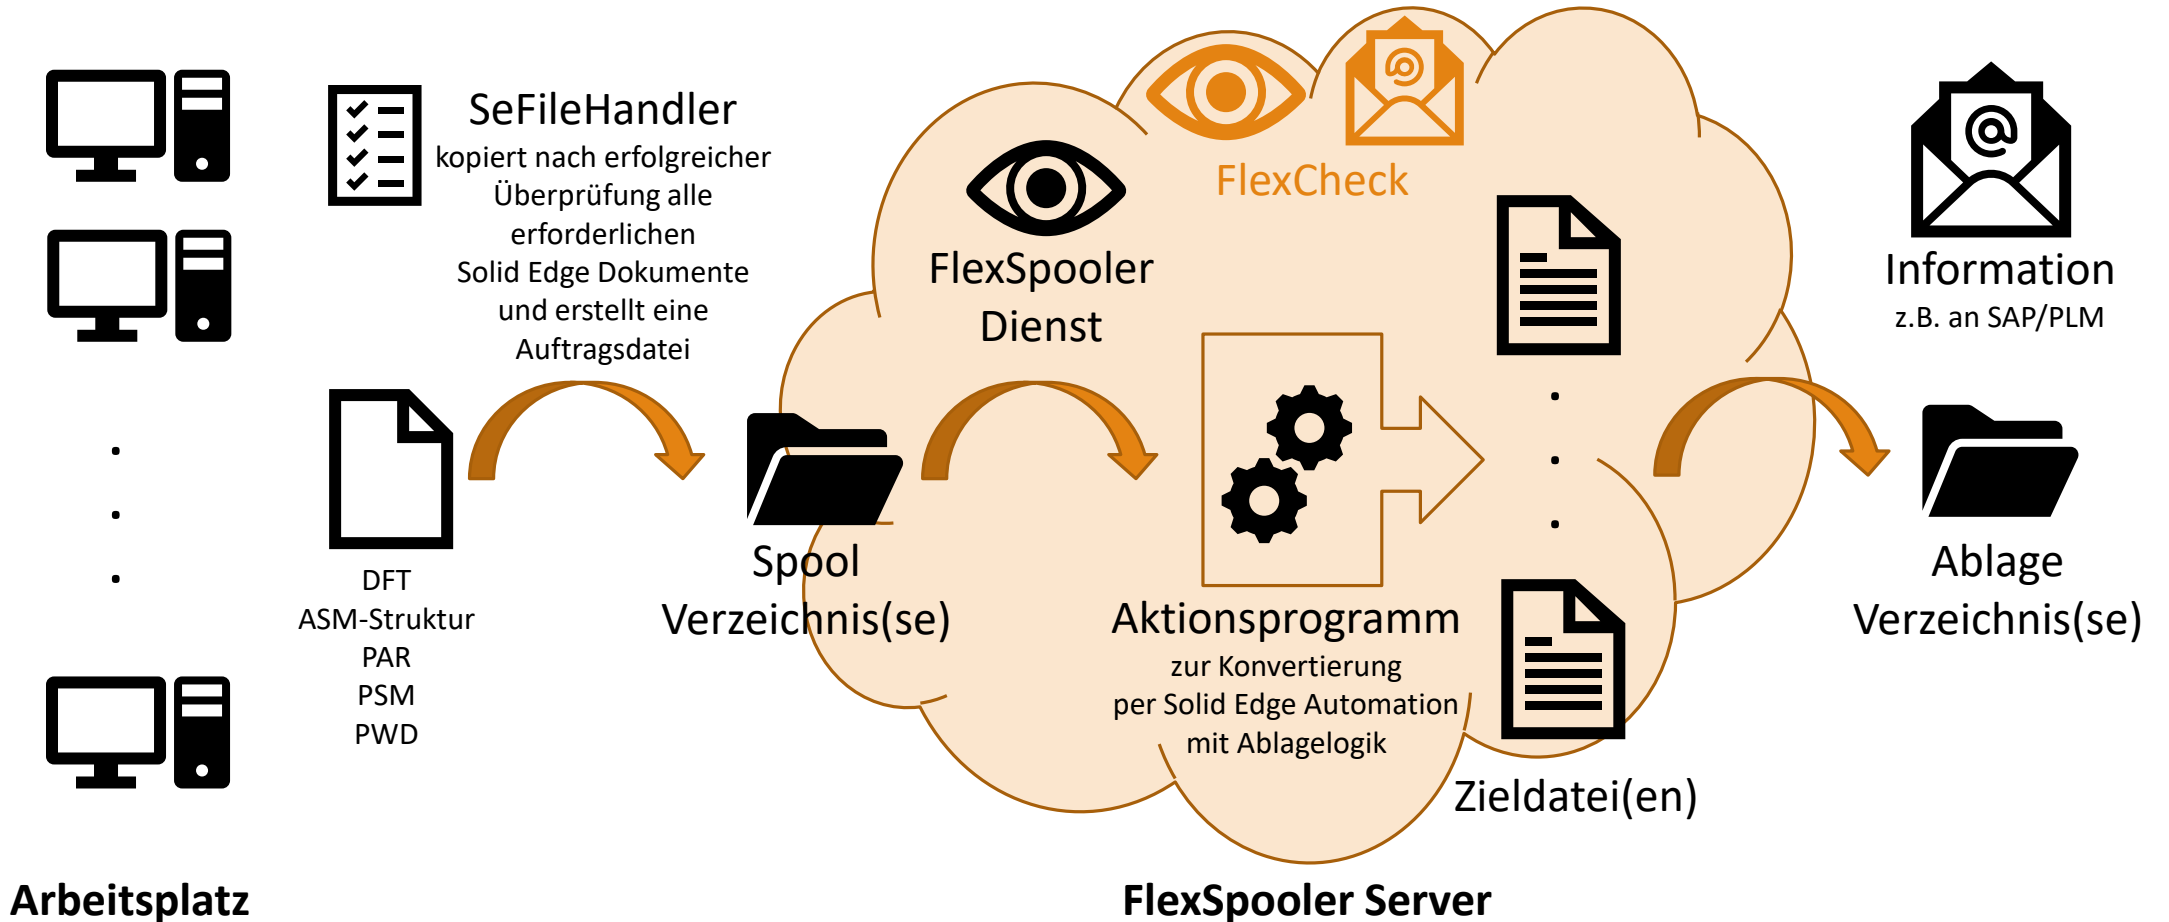 SeFileHandler
kopiert nach erfolgreicher
Überprüfung alle
erforderlichen
Solid Edge Dokumente
und erstellt eine
Auftragsdatei
DFT
ASM-Struktur
PAR
PSM
PWD
Spool
Verzeichnis(se)
FlexSpooler
Dienst
FlexCheck
Aktionsprogramm
zur Konvertierung
per Solid Edge Automation
mit Ablagelogik
Zieldatei(en)
Information
z.B. an SAP/PLM
Ablage
Verzeichnis(se)
Arbeitsplatz
FlexSpooler Server